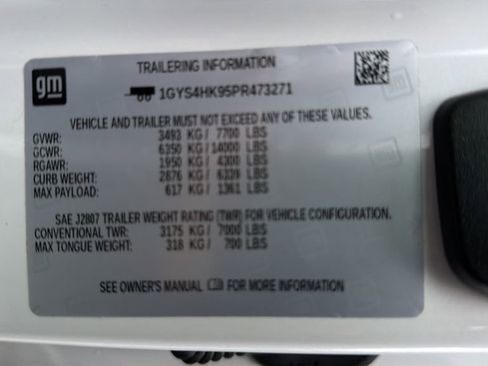 TRAILERING INFORMATION
gm
1GYS4HK95PR473271
VEHICLE AND TRAILER MUST NOT EXCEED ANY OF THESE VALUES.
GVWR: 3493 KG / 7700 LBS
GCWR: 6350 KG / 14000 LBS
RGAWR: 1950 KG / 4300 LBS
CURB WEIGHT: 2876 KG / 6339 LBS
MAX PAYLOAD: 617 KG / 1361 LBS
SAE J2807 TRAILER WEIGHT RATING (TWR) FOR VEHICLE CONFIGURATION.
CONVENTIONAL TWR: 3175 KG / 7000 LBS
MAX TONGUE WEIGHT: 318 KG / 700 LBS
SEE OWNER'S MANUAL FOR MORE INFORMATION